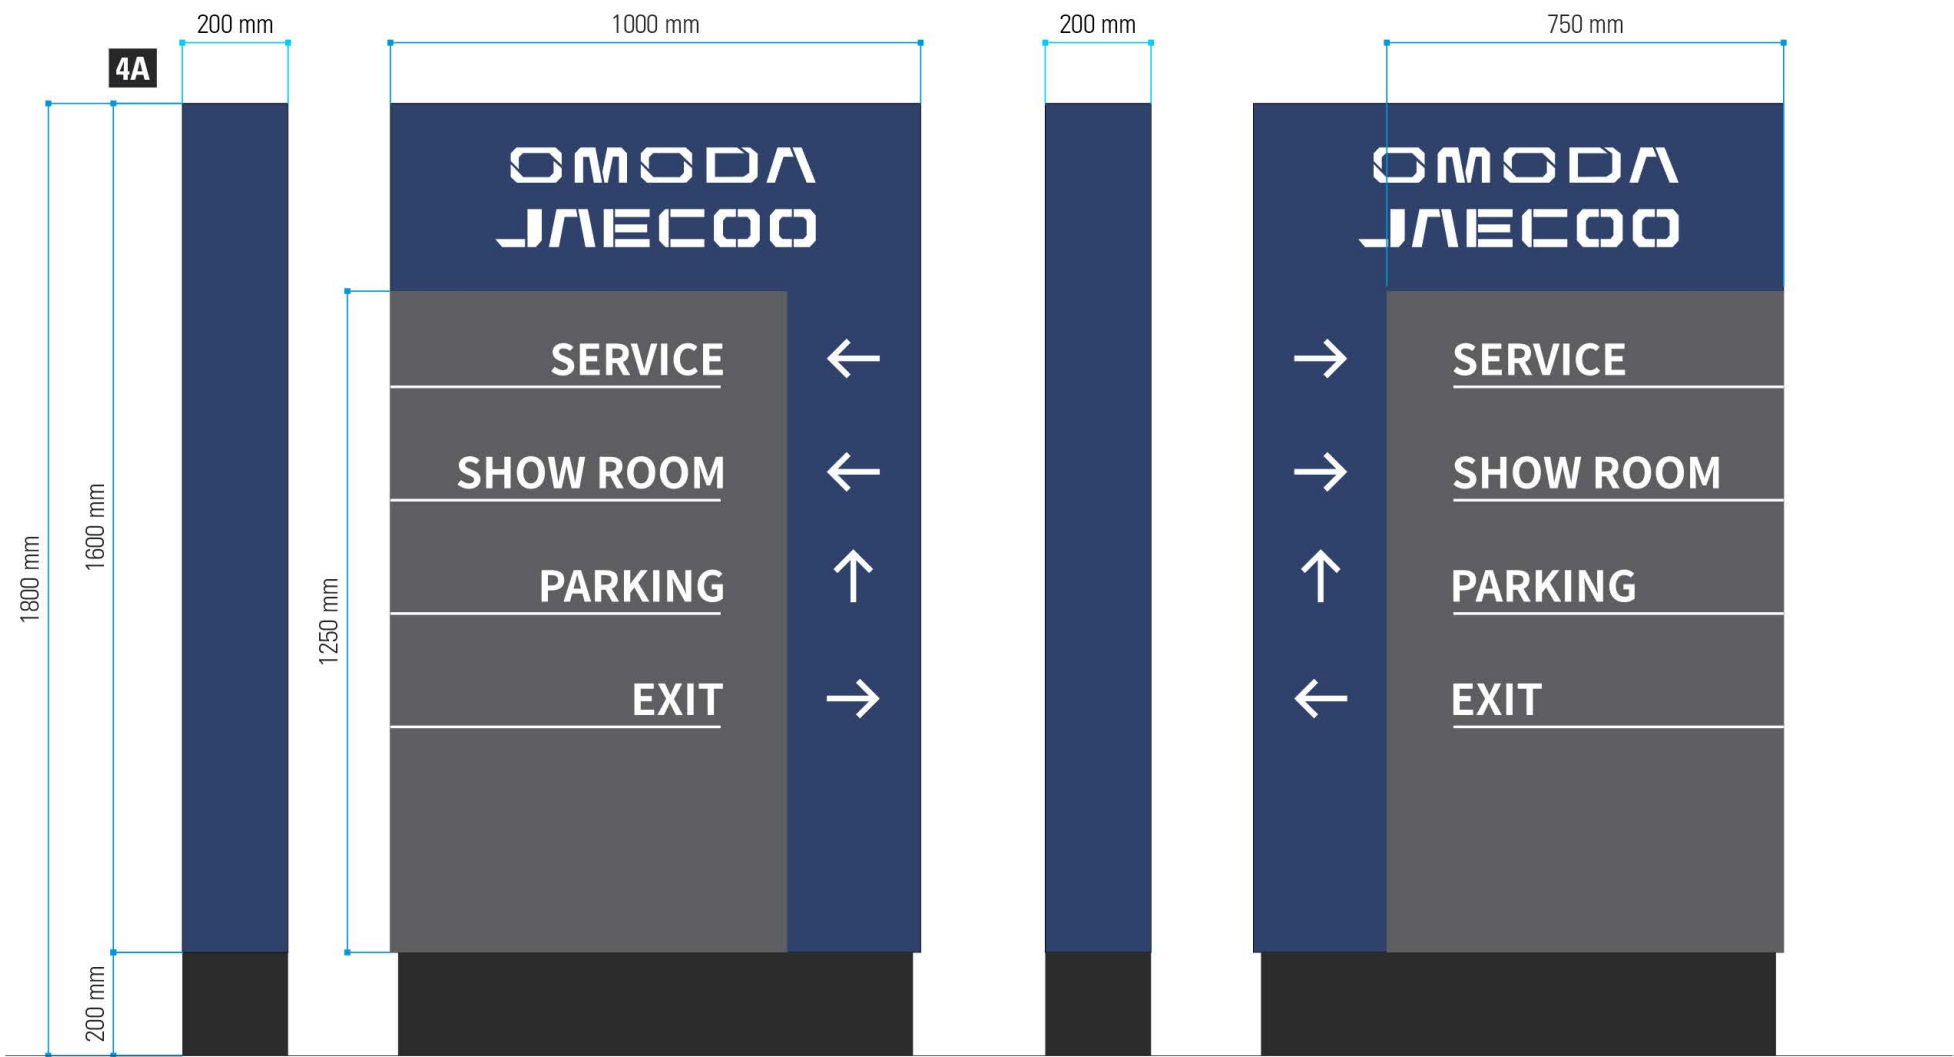 200 mm
1000 mm
200 mm
750 mm
4A
OMODA
JAECOO
OMODA
JAECOO
SERVICE
SHOW ROOM
PARKING
EXIT
SERVICE
SHOW ROOM
PARKING
EXIT
1800 mm
1600 mm
1250 mm
200 mm